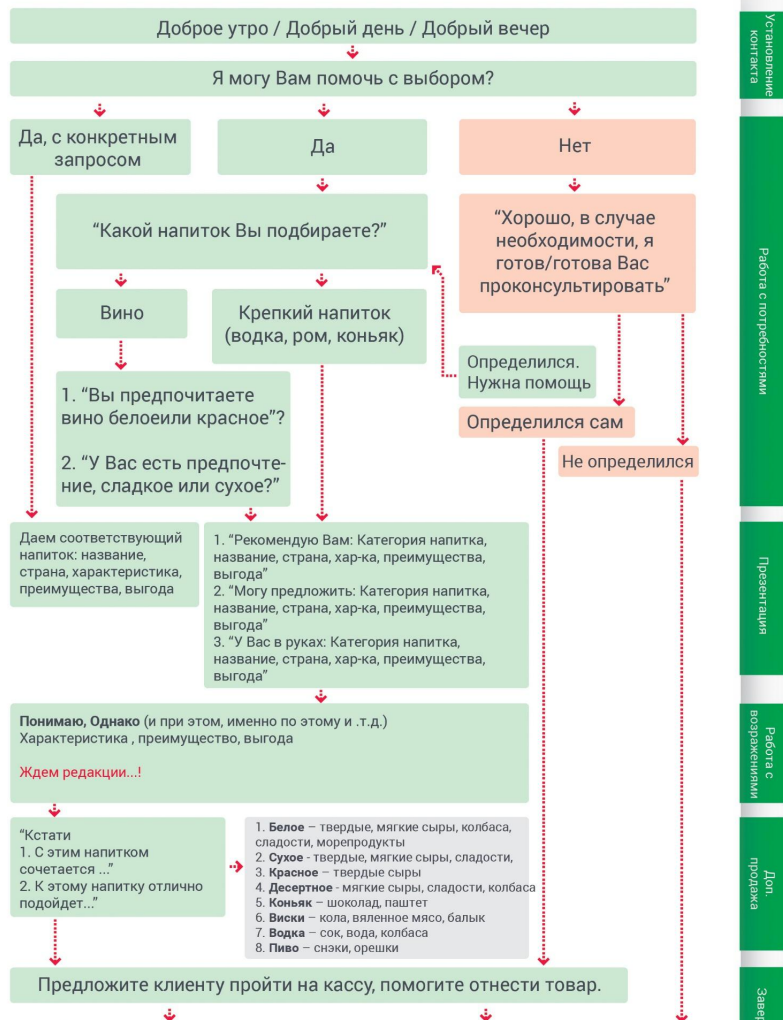 Доброе утро / Добрый день / Добрый вечер
Установление
контакта
Я могу Вам помочь с выбором?
Да, с конкретным
запросом
Да
Нет
“Какой напиток Вы подбираете?”
“Хорошо, в случае
необходимости, я
готов/готова Вас
проконсультировать”
Работа с потребностями
Вино
Крепкий напиток
(водка, ром, коньяк)
Определился.
Нужна помощь
1. “Вы предпочитаете
вино белоеили красное”?
2. “У Вас есть предпочте-
ние, сладкое или сухое?”
Определился сам
Не определился
Даем соответствующий
напиток: название,
страна, характеристика,
преимущества, выгода
1. “Рекомендую Вам: Категория напитка,
название, страна, хар-ка, преимущества,
выгода”
2. “Могу предложить: Категория напитка,
название, страна, хар-ка, преимущества,
выгода”
3. “У Вас в руках: Категория напитка,
название, страна, хар-ка, преимущества,
выгода”
Презентация
Понимаю, Однако (и при этом, именно по этому и .т.д.)
Характеристика , преимущество, выгода
Ждем редакции...!
Работа с
возражениями
“Кстати
1. С этим напитком
сочетается ...”
2. К этому напитку отлично
подойдет...”
1. Белое – твердые, мягкие сыры, колбаса,
сладости, морепродукты
2. Сухое - твердые, мягкие сыры, сладости,
3. Красное – твердые сыры
4. Десертное - мягкие сыры, сладости, колбаса
5. Коньяк – шоколад, паштет
6. Виски – кола, вяленное мясо, балык
7. Водка – сок, вода, колбаса
8. Пиво – снэки, орешки
Доп.
продажа
Предложите клиенту пройти на кассу, помогите отнести товар.
Завер